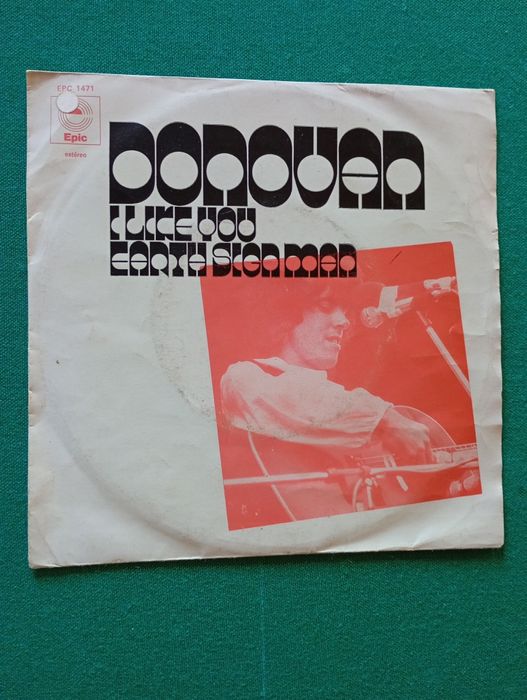 EPC 1471
Epic
estéreo
DONOVAN
I LIKE YOU
EARTH SIGN MAN